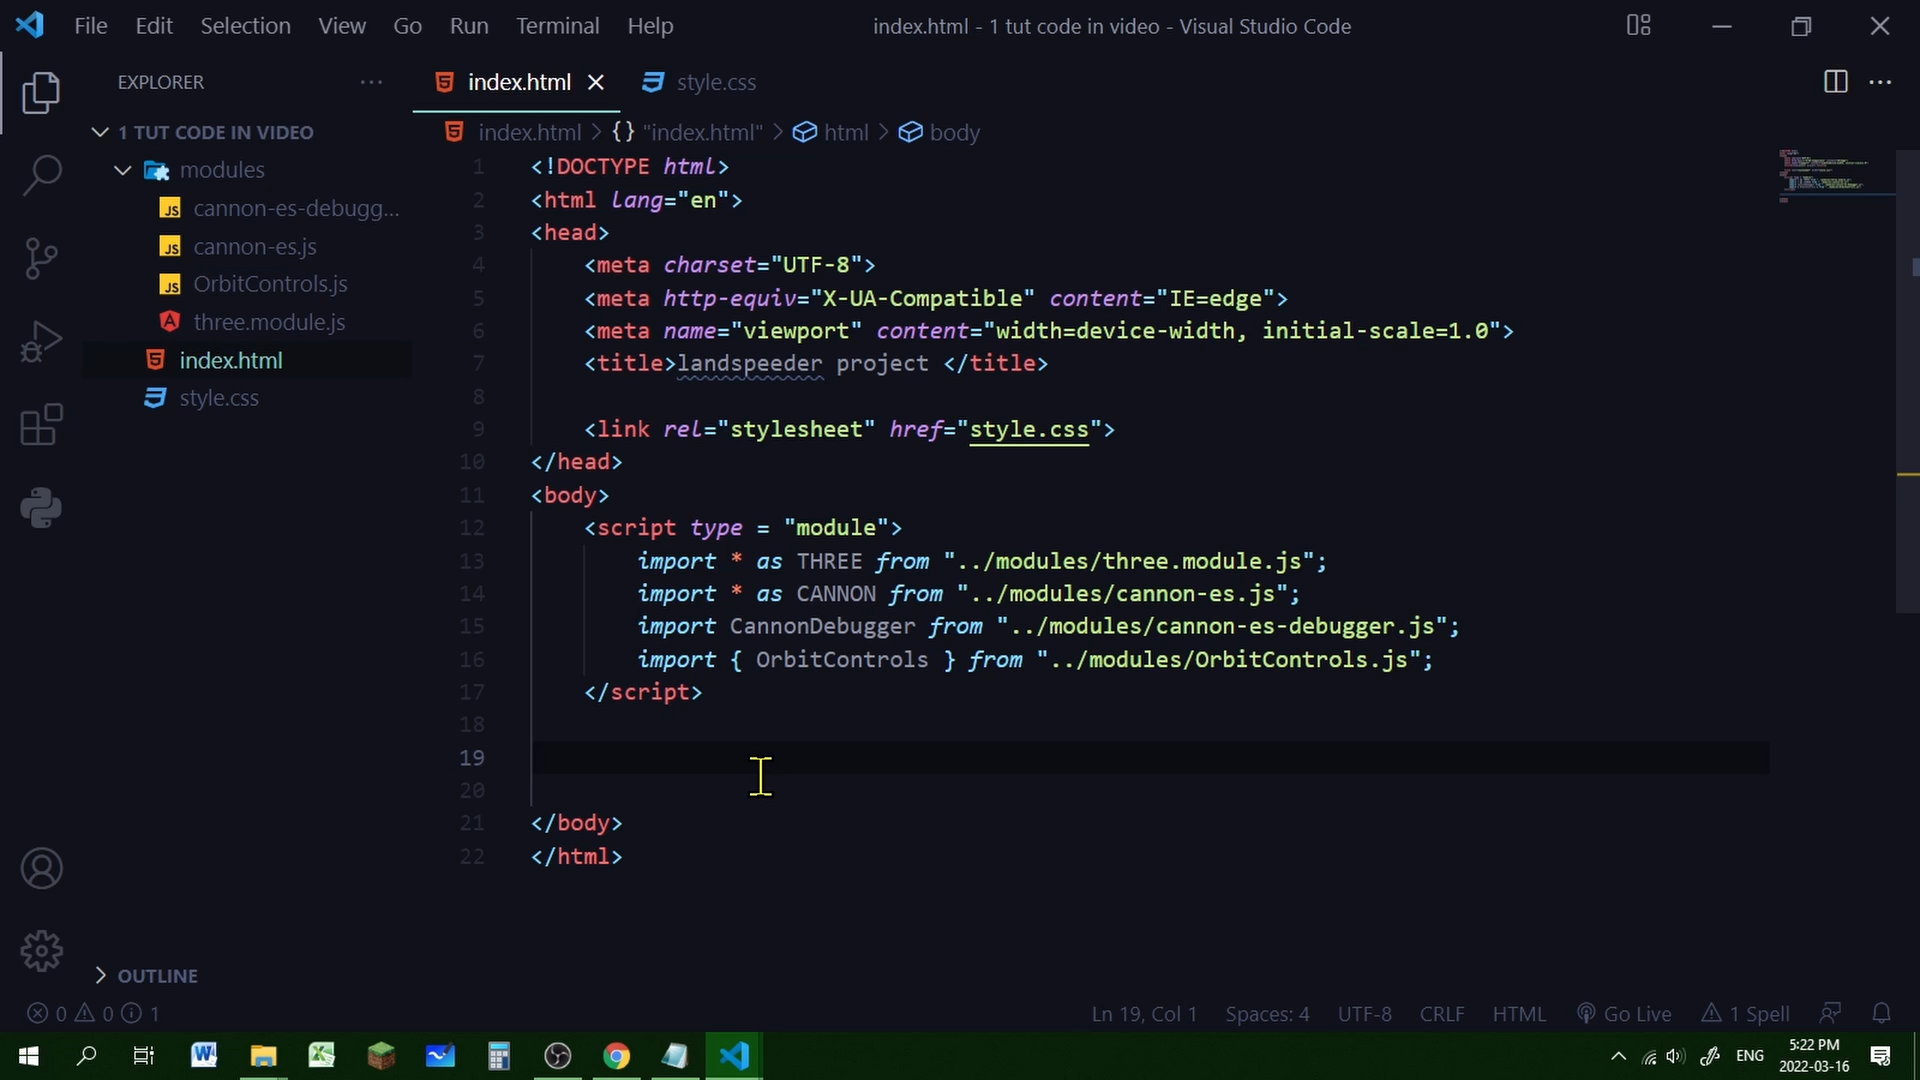 File Edit Selection View Go Run Terminal Help
index.html - 1 tut code in video - Visual Studio Code
EXPLORER
1 TUT CODE IN VIDEO
modules
JS cannon-es-debugg...
JS cannon-es.js
JS OrbitControls.js
three.module.js
index.html
style.css
OUTLINE
index.html style.css
index.html > {} "index.html" > html > body
1 <!DOCTYPE html>
2 <html lang="en">
3 <head>
4 <meta charset="UTF-8">
5 <meta http-equiv="X-UA-Compatible" content="IE=edge">
6 <meta name="viewport" content="width=device-width, initial-scale=1.0">
7 <title>landspeeder project </title>
8
9 <link rel="stylesheet" href="style.css">
10 </head>
11 <body>
12 <script type = "module">
13 import * as THREE from "../modules/three.module.js";
14 import * as CANNON from "../modules/cannon-es.js";
15 import CannonDebugger from "../modules/cannon-es-debugger.js";
16 import { OrbitControls } from "../modules/OrbitControls.js";
17 </script>
18
19
20
21 </body>
22 </html>
0 0 1
Ln 19, Col 1 Spaces: 4 UTF-8 CRLF HTML Go Live 1 Spell
ENG
5:22 PM
2022-03-16